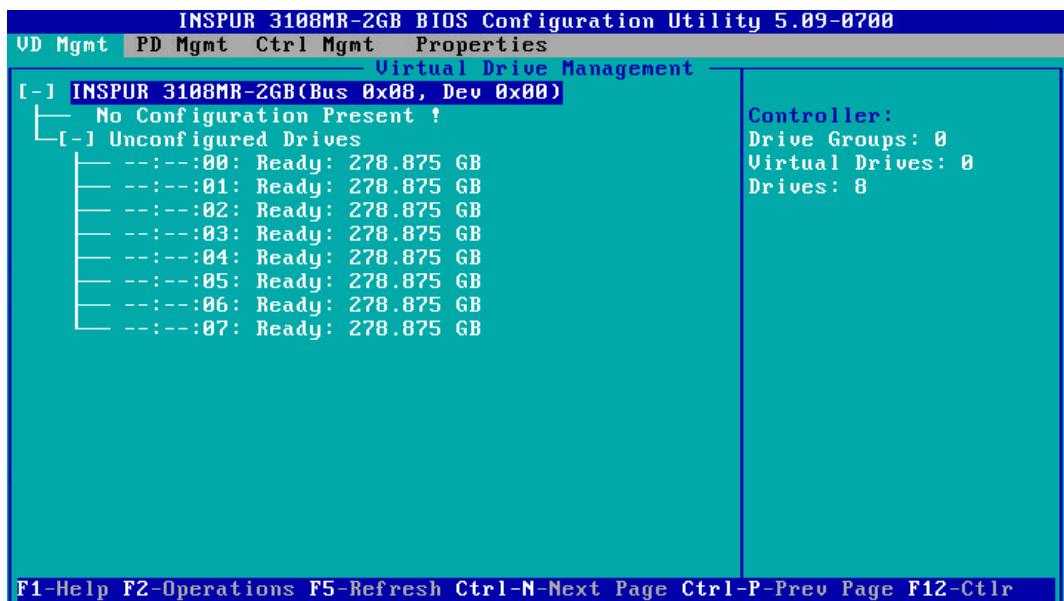 INSPUR 3108MR-2GB BIOS Configuration Utility 5.09-0700
VD Mgmt PD Mgmt Ctrl Mgmt Properties
Virtual Drive Management
[-] INSPUR 3108MR-2GB(Bus 0x08, Dev 0x00)
No Configuration Present !
[-] Unconfigured Drives
--:--:00: Ready: 278.875 GB
--:--:01: Ready: 278.875 GB
--:--:02: Ready: 278.875 GB
--:--:03: Ready: 278.875 GB
--:--:04: Ready: 278.875 GB
--:--:05: Ready: 278.875 GB
--:--:06: Ready: 278.875 GB
--:--:07: Ready: 278.875 GB
Controller:
Drive Groups: 0
Virtual Drives: 0
Drives: 8
F1-Help F2-Operations F5-Refresh Ctrl-N-Next Page Ctrl-P-Prev Page F12-Ctlr